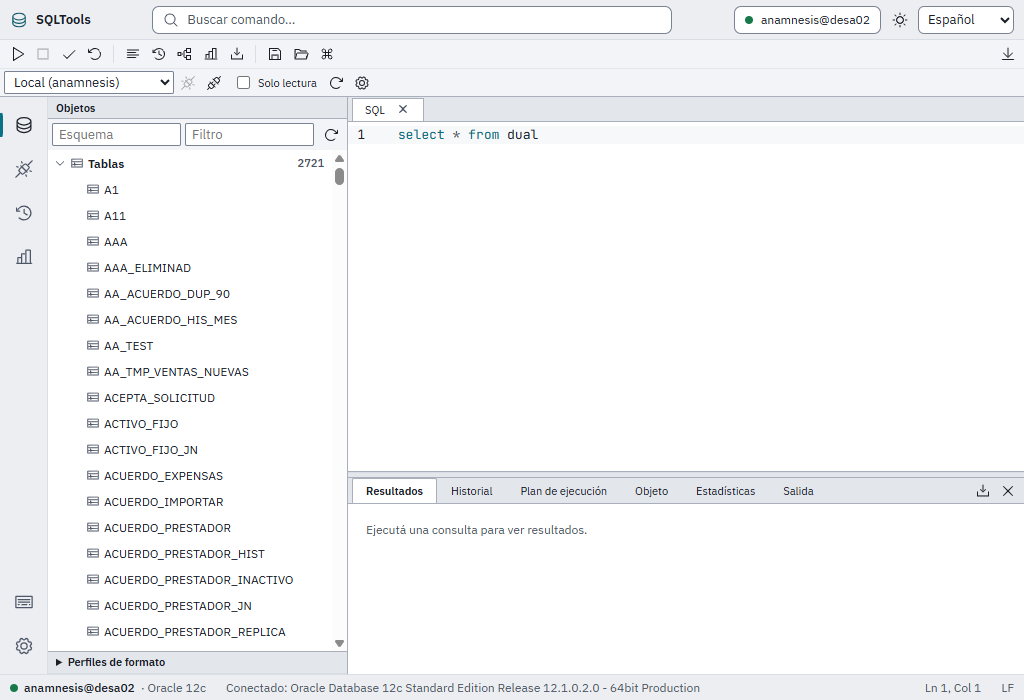 SQLTools
Buscar comando...
anamnesis@desa02
Español
Local (anamnesis)
Solo lectura
Objetos
Esquema
Filtro
Tablas 2721
A1
A11
AAA
AAA_ELIMINAD
AA_ACUERDO_DUP_90
AA_ACUERDO_HIS_MES
AA_TEST
AA_TMP_VENTAS_NUEVAS
ACEPTA_SOLICITUD
ACTIVO_FIJO
ACTIVO_FIJO_JN
ACUERDO_EXPENSAS
ACUERDO_IMPORTAR
ACUERDO_PRESTADOR
ACUERDO_PRESTADOR_HIST
ACUERDO_PRESTADOR_INACTIVO
ACUERDO_PRESTADOR_JN
ACUERDO_PRESTADOR_REPLICA
Perfiles de formato
SQL
1 select * from dual
Resultados Historial Plan de ejecución Objeto Estadísticas Salida
Ejecutá una consulta para ver resultados.
anamnesis@desa02 · Oracle 12c Conectado: Oracle Database 12c Standard Edition Release 12.1.0.2.0 - 64bit Production Ln 1, Col 1 LF